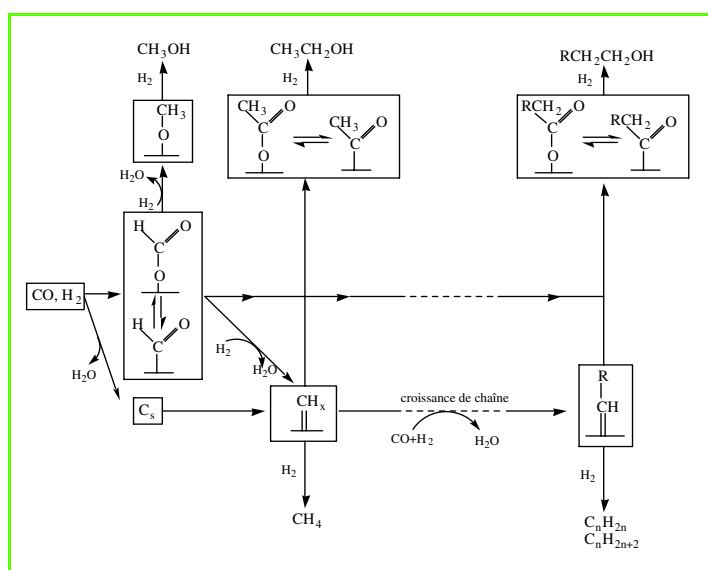 CH₃OH
CH₃CH₂OH
RCH₂CH₂OH
H₂
H₂
H₂
CH₃
O
CH₃
O
C
O
CH₃
O
C
RCH₂
O
C
O
RCH₂
O
C
H₂O
H₂
H
O
C
O
H
O
C
CO, H₂
H₂O
H₂
H₂O
Cₛ
CHₓ
croissance de chaîne
CO+H₂
H₂O
R
CH
H₂
H₂
CH₄
CₙH₂ₙ
CₙH₂ₙ₊₂